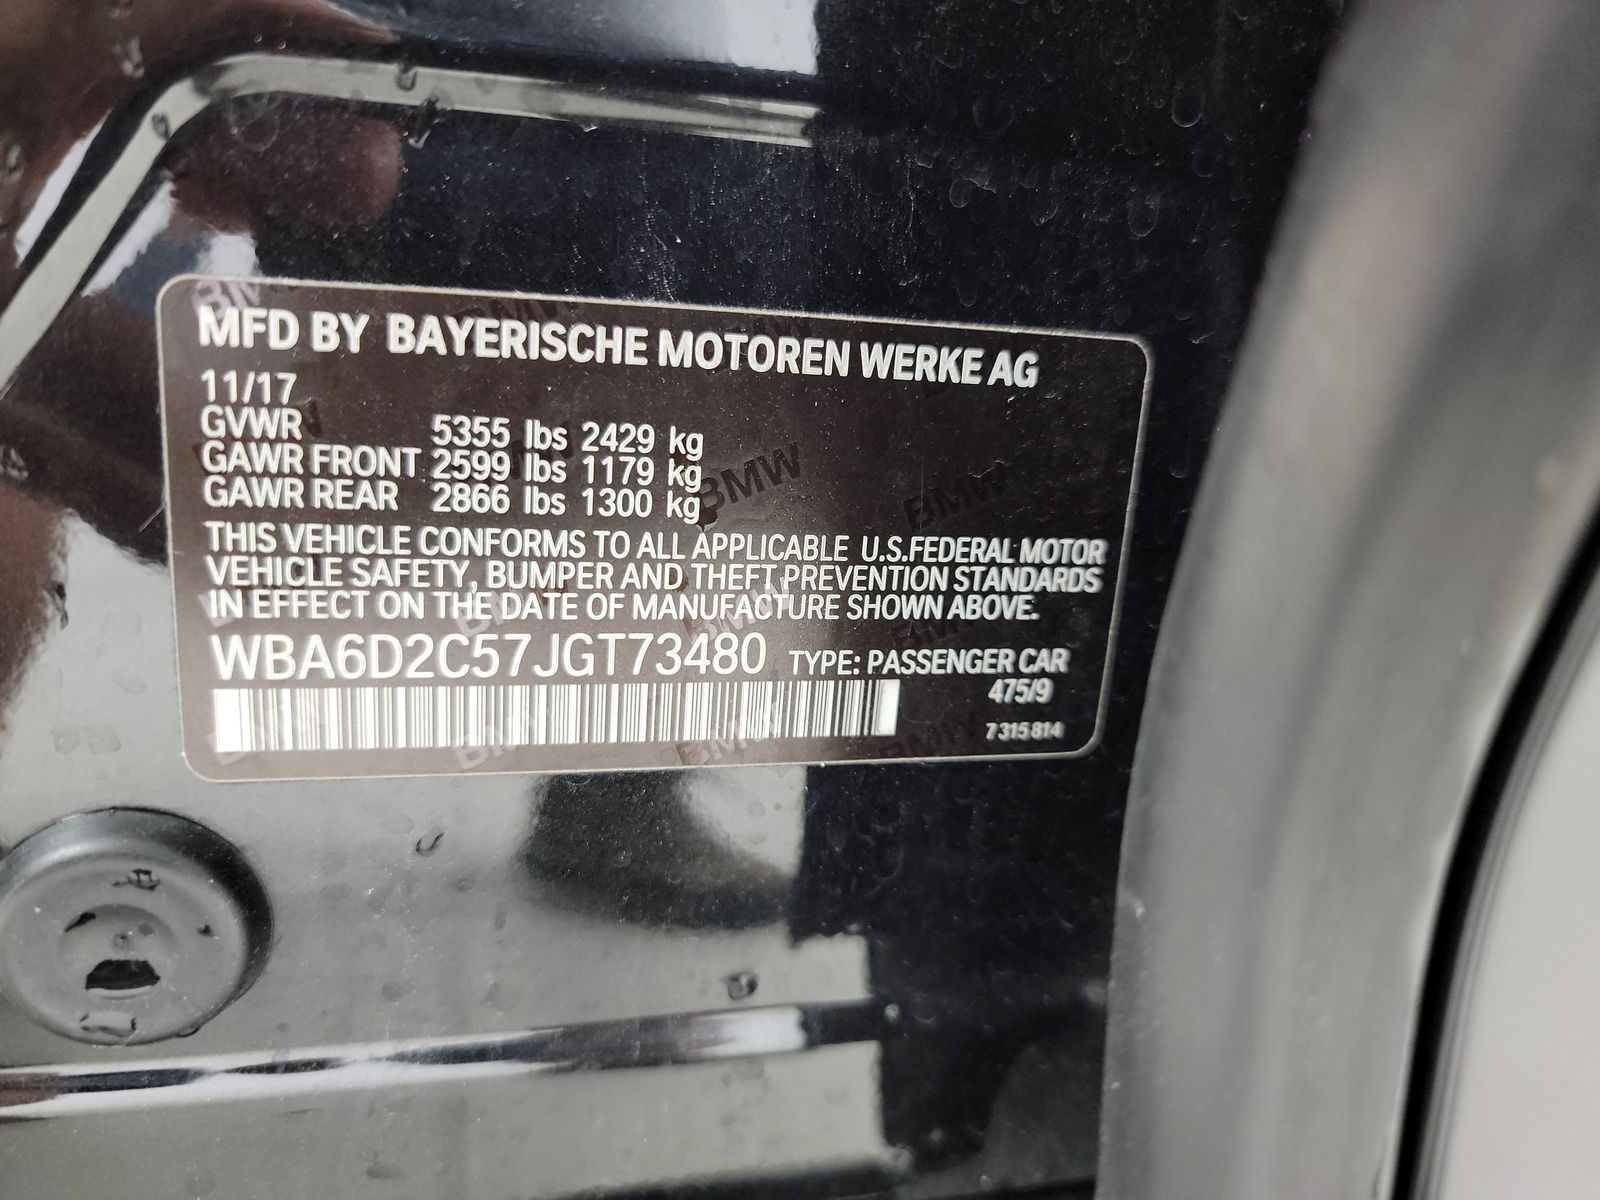 MFD BY BAYERISCHE MOTOREN WERKE AG
11/17
GVWR 5355 lbs 2429 kg
GAWR FRONT 2599 lbs 1179 kg
GAWR REAR 2866 lbs 1300 kg
THIS VEHICLE CONFORMS TO ALL APPLICABLE U.S.FEDERAL MOTOR
VEHICLE SAFETY, BUMPER AND THEFT PREVENTION STANDARDS
IN EFFECT ON THE DATE OF MANUFACTURE SHOWN ABOVE.
WBA6D2C57JGT73480 TYPE: PASSENGER CAR
475/9
7 315 814